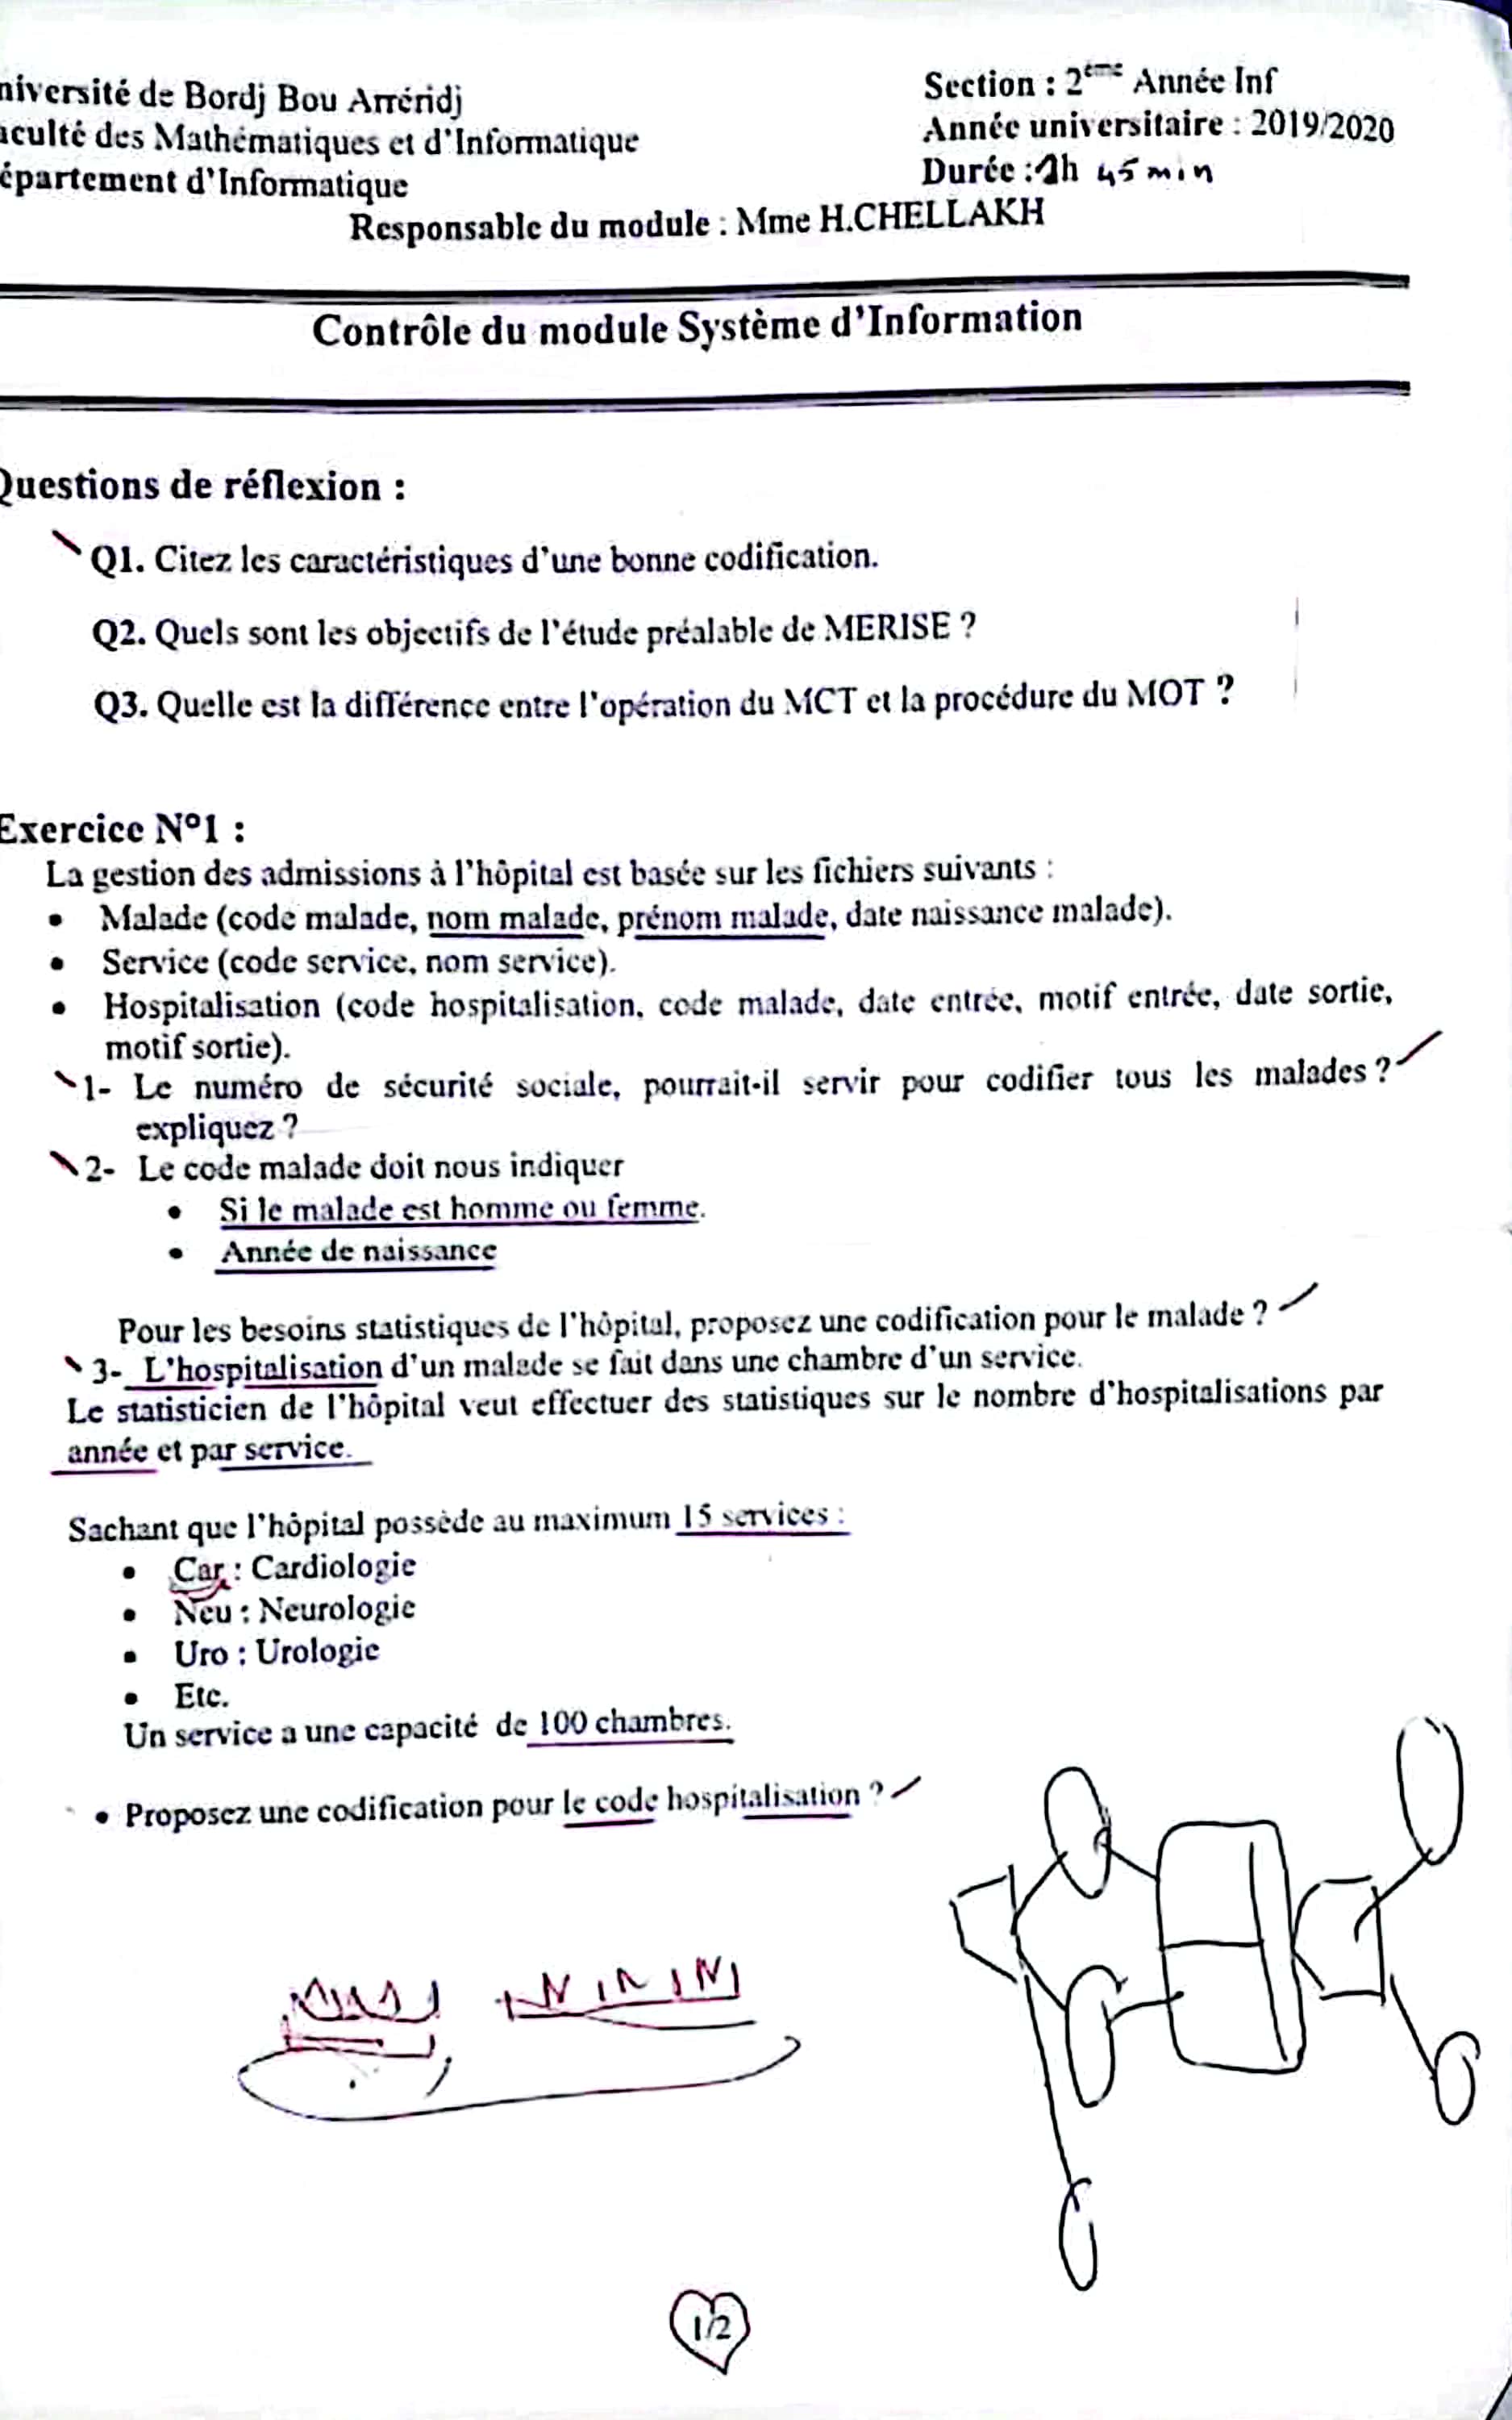 niversité de Bordj Bou Arréridj
Section : 2ème Année Inf
aculté des Mathématiques et d'Informatique
Année universitaire : 2019/2020
épartement d'Informatique
Durée : 1h 45 min
Responsable du module : Mme H.CHELLAKH
Contrôle du module Système d'Information
Questions de réflexion :
Q1. Citez les caractéristiques d'une bonne codification.
Q2. Quels sont les objectifs de l'étude préalable de MERISE ?
Q3. Quelle est la différence entre l'opération du MCT et la procédure du MOT ?
Exercice N°1 :
La gestion des admissions à l'hôpital est basée sur les fichiers suivants :
• Malade (code malade, nom malade, prénom malade, date naissance malade).
• Service (code service, nom service).
• Hospitalisation (code hospitalisation, code malade, date entrée, motif entrée, date sortie,
motif sortie).
1- Le numéro de sécurité sociale, pourrait-il servir pour codifier tous les malades ?
expliquez ?
2- Le code malade doit nous indiquer
• Si le malade est homme ou femme.
• Année de naissance
Pour les besoins statistiques de l'hôpital, proposez une codification pour le malade ?
3- L'hospitalisation d'un malade se fait dans une chambre d'un service.
Le statisticien de l'hôpital veut effectuer des statistiques sur le nombre d'hospitalisations par
année et par service.
Sachant que l'hôpital possède au maximum 15 services :
• Car : Cardiologie
• Neu : Neurologie
• Uro : Urologie
• Etc.
Un service a une capacité de 100 chambres.
• Proposez une codification pour le code hospitalisation ?
1/2